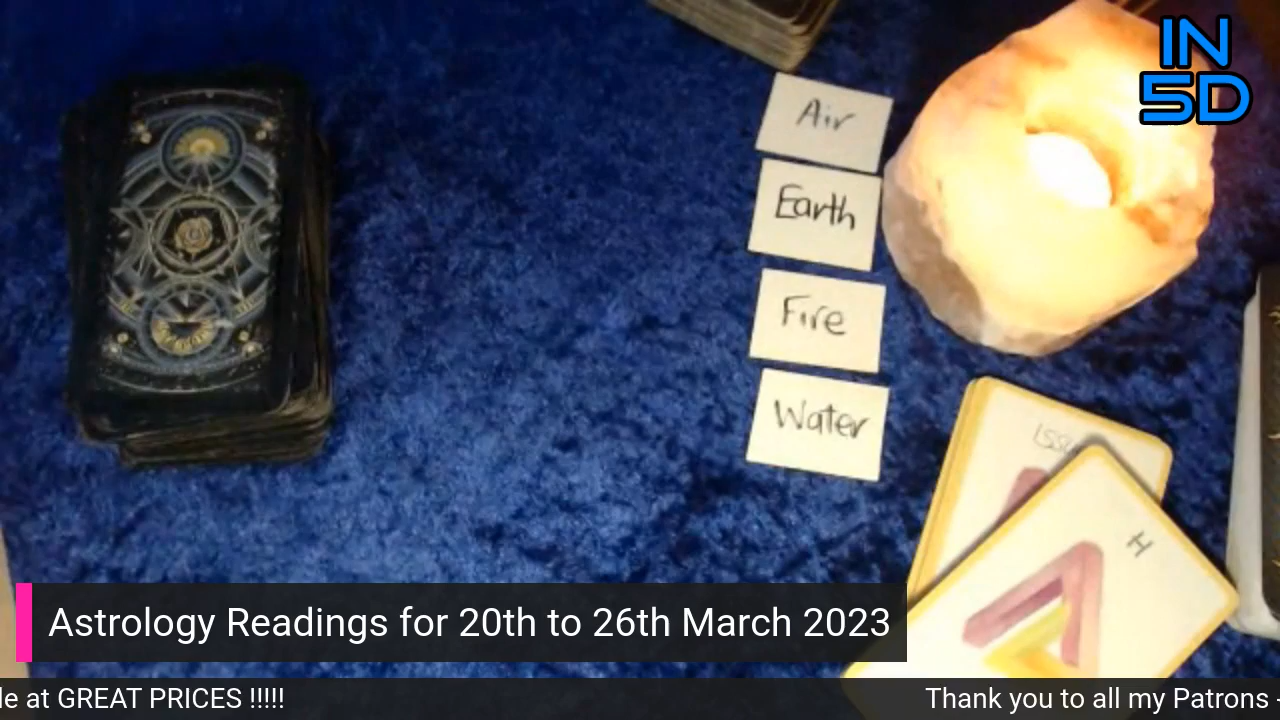 IN
5D
Air
Earth
Fire
Water
H
Astrology Readings for 20th to 26th March 2023
at GREAT PRICES !!!!!
Thank you to all my Patrons